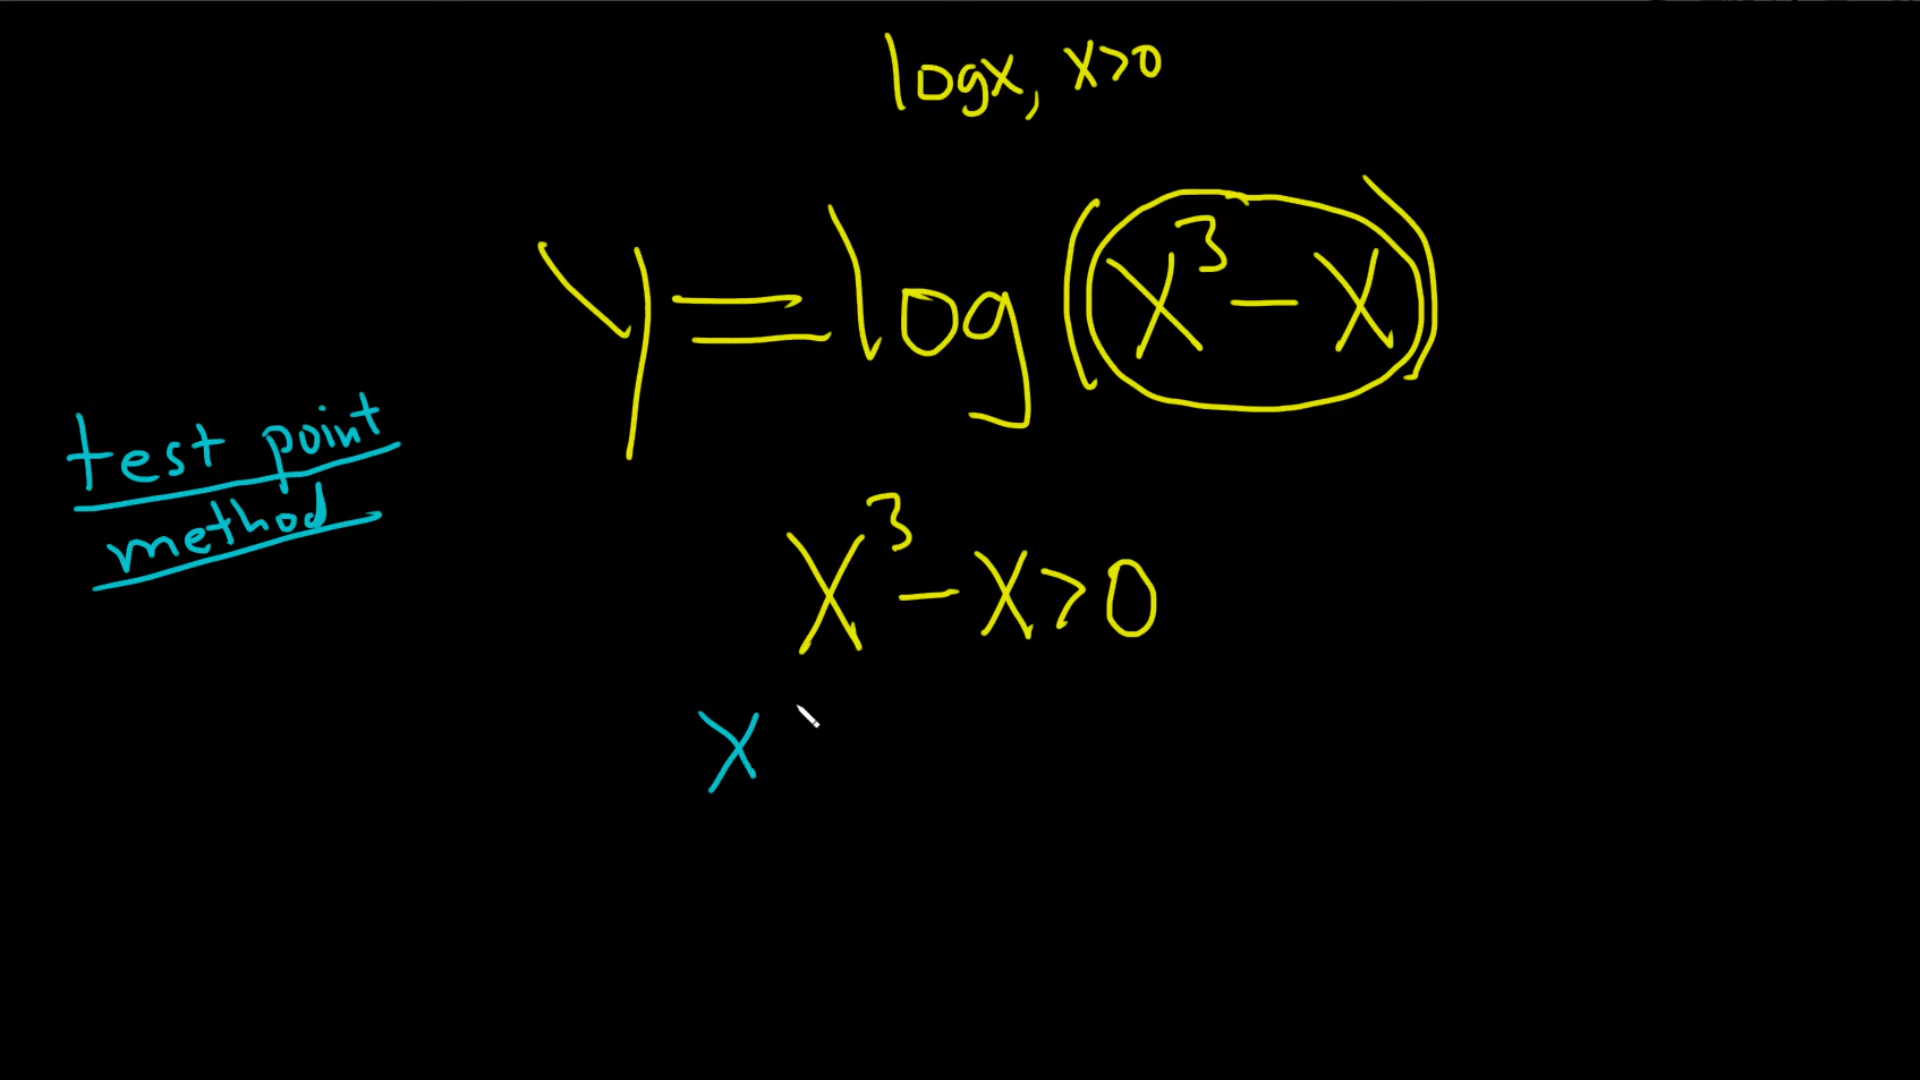 logx, x>0
y=log(x³-x)
test point
method
x³-x>0
x